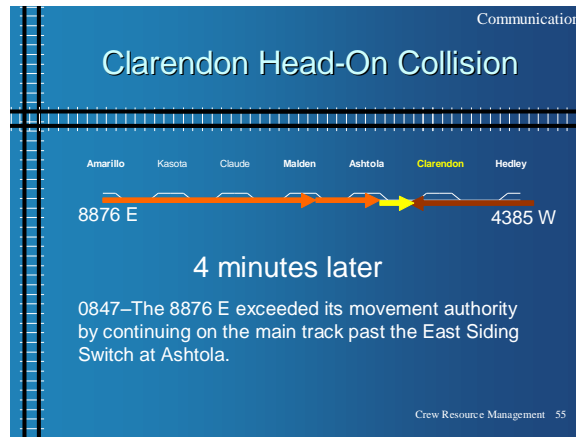 Communication
Clarendon Head-On Collision
Amarillo Kasota Claude Malden Ashtola Clarendon Hedley
8876 E 4385 W
4 minutes later
0847–The 8876 E exceeded its movement authority
by continuing on the main track past the East Siding
Switch at Ashtola.
Crew Resource Management 55